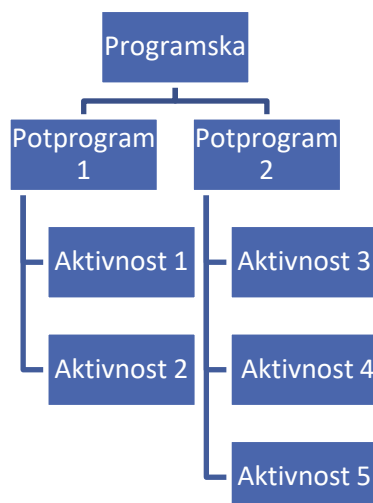 Programska
Potprogram
1
Potprogram
2
Aktivnost 1
Aktivnost 2
Aktivnost 3
Aktivnost 4
Aktivnost 5